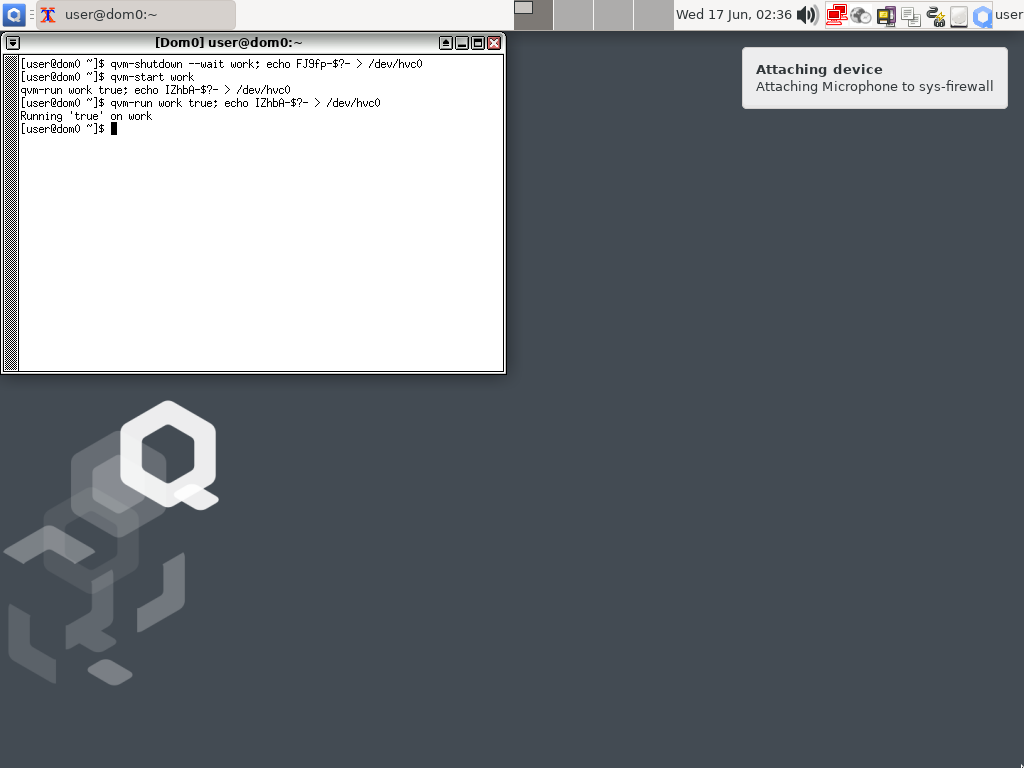 user@dom0:~
Wed 17 Jun, 02:36
user
[Dom0] user@dom0:~
[user@dom0 ~]$ qvm-shutdown --wait work; echo FJ9fp-$?- > /dev/hvc0
[user@dom0 ~]$ qvm-start work
qvm-run work true; echo IZhbA-$?- > /dev/hvc0
[user@dom0 ~]$ qvm-run work true; echo IZhbA-$?- > /dev/hvc0
Running 'true' on work
[user@dom0 ~]$
Attaching device
Attaching Microphone to sys-firewall